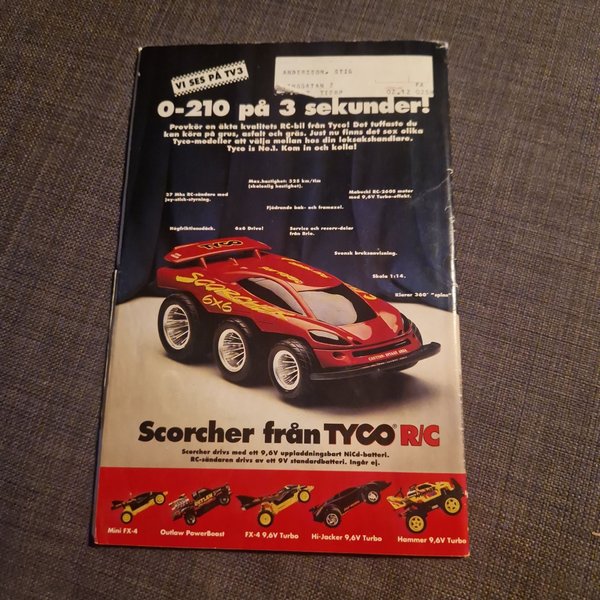 VI SES PÅ TV3
ANDERSSON, STIG
0-210 på 3 sekunder!
Provkör en äkta kvalitets RC-bil från Tyco! Det tuffaste du
kan köra på grus, asfalt och gräs. Just nu finns det sex olika
Tyco-modeller att välja mellan hos din leksakshandlare.
Tyco is No.1. Kom in och kolla!
Max.hastighet: 325 km/tim
(skalenlig hastighet).
27 Mhz RC-sändare med
joy-stick-styrning.
Mabuchi RC-260S motor
med 9,6V Turbo-effekt.
Fjädrande bak- och framaxel.
Högfriktionsdäck.
6x6 Drive!
Service och reserv-delar
från Brio.
Svensk bruksanvisning.
Skala 1:14.
Klarar 360° "spins"
TYCO
Scorcher
6x6
Scorcher från TYCO® R/C
Scorcher drivs med ett 9,6V uppladdningsbart NiCd-batteri.
RC-sändaren drivs av ett 9V standardbatteri. Ingår ej.
Mini FX-4
Outlaw PowerBoast
FX-4 9,6V Turbo
Hi-Jacker 9,6V Turbo
Hammer 9,6V Turbo